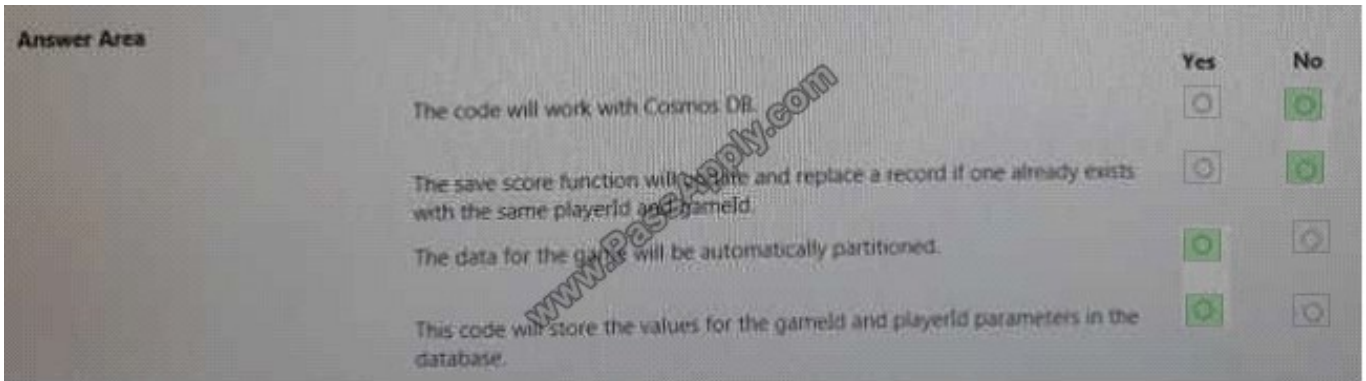 Answer Area
Yes No
The code will work with Cosmos DB.
The save score function will and replace a record if one already exists
with the same playerId and gameId.
The data for the game will be automatically partitioned.
This code will store the values for the gameId and playerId parameters in the
database.
www.PassApply.com